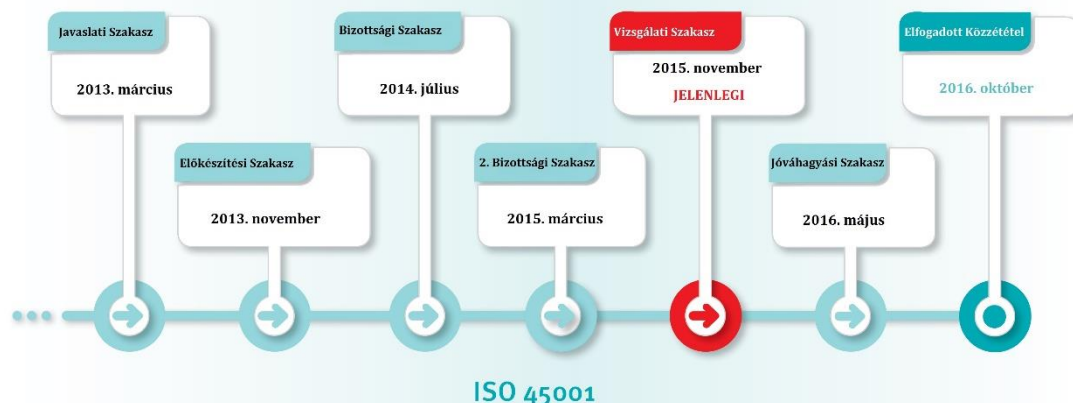 Javaslati Szakasz
2013. március
Előkészítési Szakasz
2013. november
Bizottsági Szakasz
2014. július
2. Bizottsági Szakasz
2015. március
Vizsgálati Szakasz
2015. november
JELENLEGI
Jóváhagyási Szakasz
2016. május
Elfogadott Közzététel
2016. október
ISO 45001